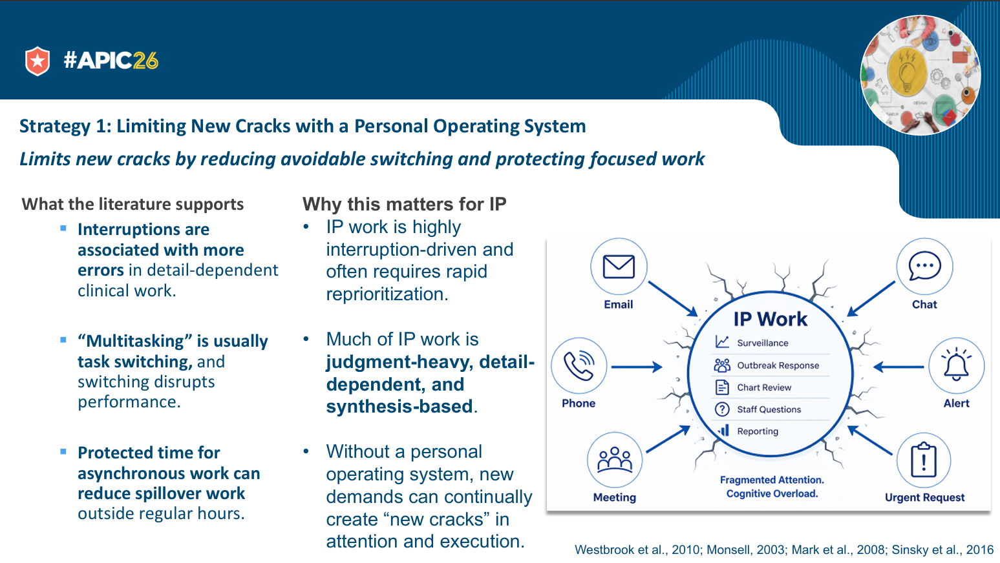 #APIC26
DESIGN
Strategy 1: Limiting New Cracks with a Personal Operating System
Limits new cracks by reducing avoidable switching and protecting focused work
What the literature supports
▪ Interruptions are
associated with more
errors in detail-dependent
clinical work.
▪ “Multitasking” is usually
task switching, and
switching disrupts
performance.
▪ Protected time for
asynchronous work can
reduce spillover work
outside regular hours.
Why this matters for IP
• IP work is highly
interruption-driven and
often requires rapid
reprioritization.
• Much of IP work is
judgment-heavy, detail-
dependent, and
synthesis-based.
• Without a personal
operating system, new
demands can continually
create “new cracks” in
attention and execution.
Email
Chat
Phone
Alert
Meeting
Urgent Request
IP Work
Surveillance
Outbreak Response
Chart Review
Staff Questions
Reporting
Fragmented Attention.
Cognitive Overload.
Westbrook et al., 2010; Monsell, 2003; Mark et al., 2008; Sinsky et al., 2016